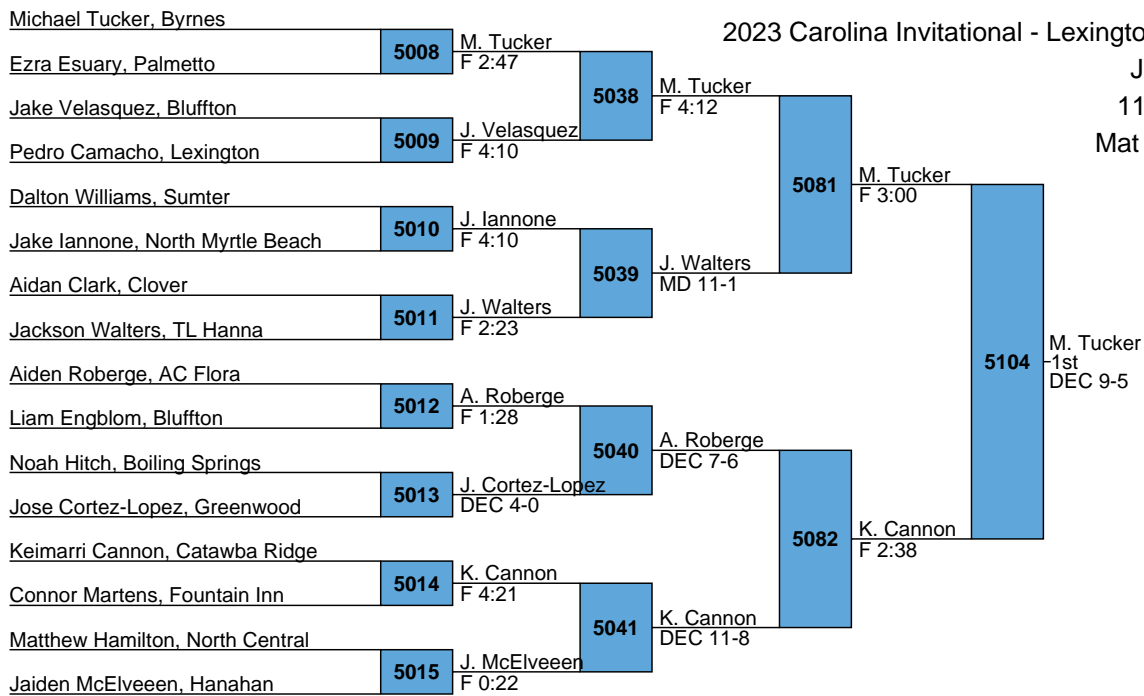 Michael Tucker, Byrnes
5008
Ezra Esuary, Palmetto
M. Tucker
F 2:47
Jake Velasquez, Bluffton
5009
Pedro Camacho, Lexington
J. Velasquez
F 4:10
Dalton Williams, Sumter
5010
Jake Iannone, North Myrtle Beach
J. Iannone
F 4:10
Aidan Clark, Clover
5011
Jackson Walters, TL Hanna
J. Walters
F 2:23
Aiden Roberge, AC Flora
5012
Liam Engblom, Bluffton
A. Roberge
F 1:28
Noah Hitch, Boiling Springs
5013
Jose Cortez-Lopez, Greenwood
J. Cortez-Lopez
DEC 4-0
Keimarri Cannon, Catawba Ridge
5014
Connor Martens, Fountain Inn
K. Cannon
F 4:21
Matthew Hamilton, North Central
5015
Jaiden McElveeen, Hanahan
J. McElveeen
F 0:22
5038
M. Tucker
F 4:12
5039
J. Walters
MD 11-1
5040
A. Roberge
DEC 7-6
5041
K. Cannon
DEC 11-8
5081
M. Tucker
F 3:00
5082
K. Cannon
F 2:38
5104
M. Tucker
1st
DEC 9-5
2023 Carolina Invitational - Lexingto
J
11
Mat